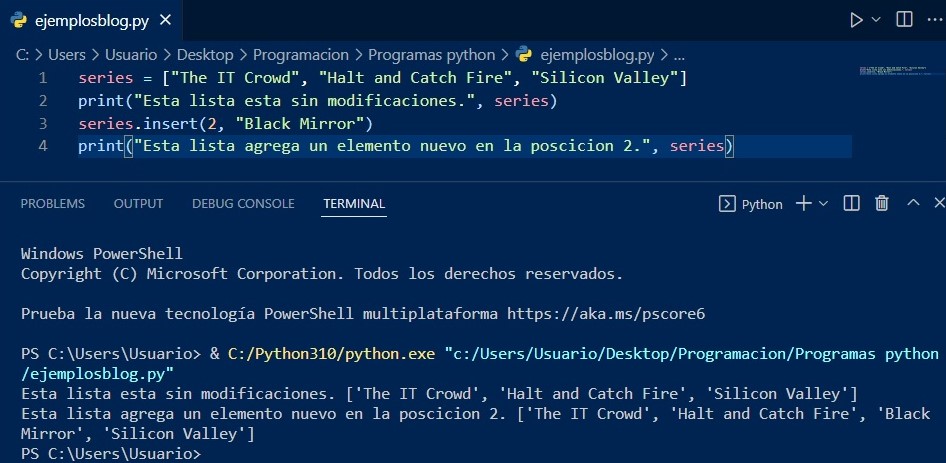 ejemplosblog.py
C: > Users > Usuario > Desktop > Programacion > Programas python > ejemplosblog.py > ...
1 series = ["The IT Crowd", "Halt and Catch Fire", "Silicon Valley"]
2 print("Esta lista esta sin modificaciones.", series)
3 series.insert(2, "Black Mirror")
4 print("Esta lista agrega un elemento nuevo en la poscicion 2.", series)
PROBLEMS OUTPUT DEBUG CONSOLE TERMINAL Python
Windows PowerShell
Copyright (C) Microsoft Corporation. Todos los derechos reservados.
Prueba la nueva tecnología PowerShell multiplataforma https://aka.ms/pscore6
PS C:\Users\Usuario> & C:/Python310/python.exe "c:/Users/Usuario/Desktop/Programacion/Programas python
/ejemplosblog.py"
Esta lista esta sin modificaciones. ['The IT Crowd', 'Halt and Catch Fire', 'Silicon Valley']
Esta lista agrega un elemento nuevo en la poscicion 2. ['The IT Crowd', 'Halt and Catch Fire', 'Black
Mirror', 'Silicon Valley']
PS C:\Users\Usuario>